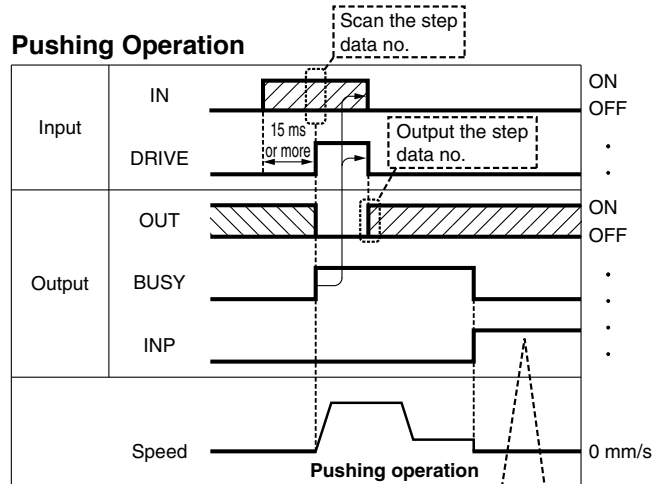 Pushing Operation
Scan the step
data no.
Input
IN
ON
OFF
15 ms
or more
DRIVE
Output the step
data no.
Output
OUT
ON
OFF
BUSY
INP
Speed
0 mm/s
Pushing operation